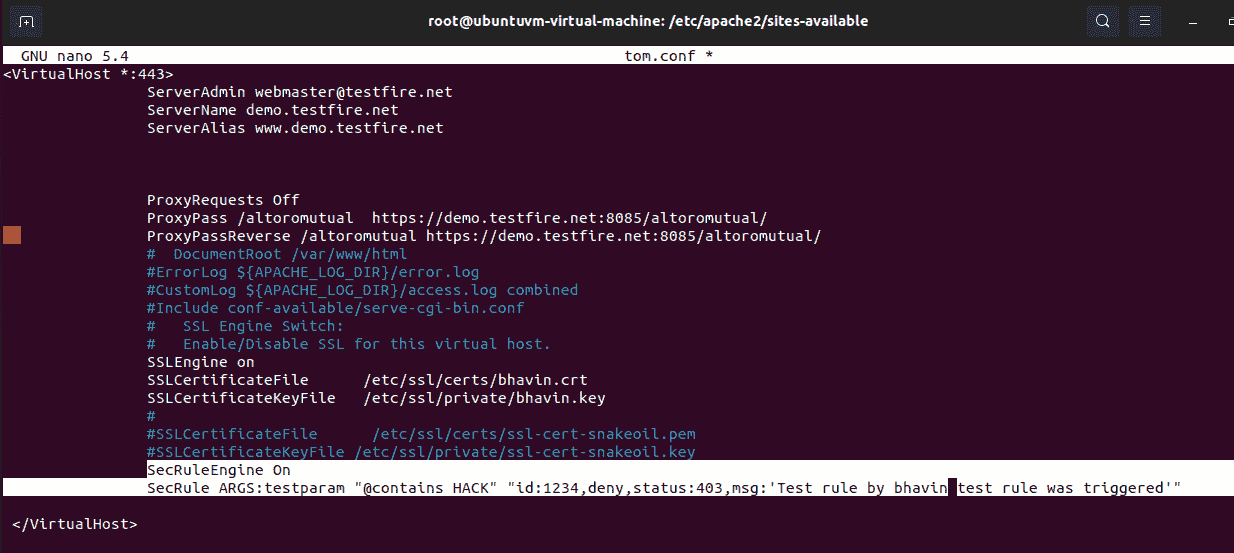 root@ubuntuvm-virtual-machine: /etc/apache2/sites-available
GNU nano 5.4 tom.conf *
<VirtualHost *:443>
ServerAdmin webmaster@testfire.net
ServerName demo.testfire.net
ServerAlias www.demo.testfire.net
ProxyRequests Off
ProxyPass /altoromutual  https://demo.testfire.net:8085/altoromutual/
ProxyPassReverse /altoromutual https://demo.testfire.net:8085/altoromutual/
#  DocumentRoot /var/www/html
#ErrorLog ${APACHE_LOG_DIR}/error.log
#CustomLog ${APACHE_LOG_DIR}/access.log combined
#Include conf-available/serve-cgi-bin.conf
#   SSL Engine Switch:
#   Enable/Disable SSL for this virtual host.
SSLEngine on
SSLCertificateFile      /etc/ssl/certs/bhavin.crt
SSLCertificateKeyFile   /etc/ssl/private/bhavin.key
#
#SSLCertificateFile      /etc/ssl/certs/ssl-cert-snakeoil.pem
#SSLCertificateKeyFile /etc/ssl/private/ssl-cert-snakeoil.key
SecRuleEngine On
SecRule ARGS:testparam "@contains HACK" "id:1234,deny,status:403,msg:'Test rule by bhavin test rule was triggered'"
</VirtualHost>